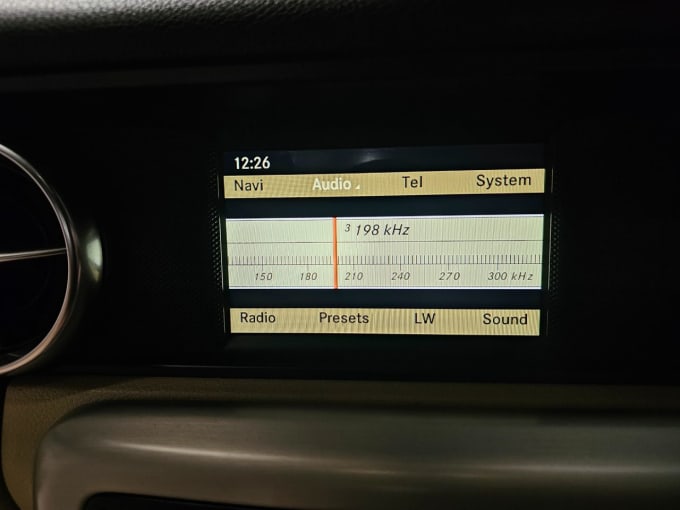 12:26
Navi Audio Tel System
3 198 kHz
150 180 210 240 270 300 kHz
Radio Presets LW Sound